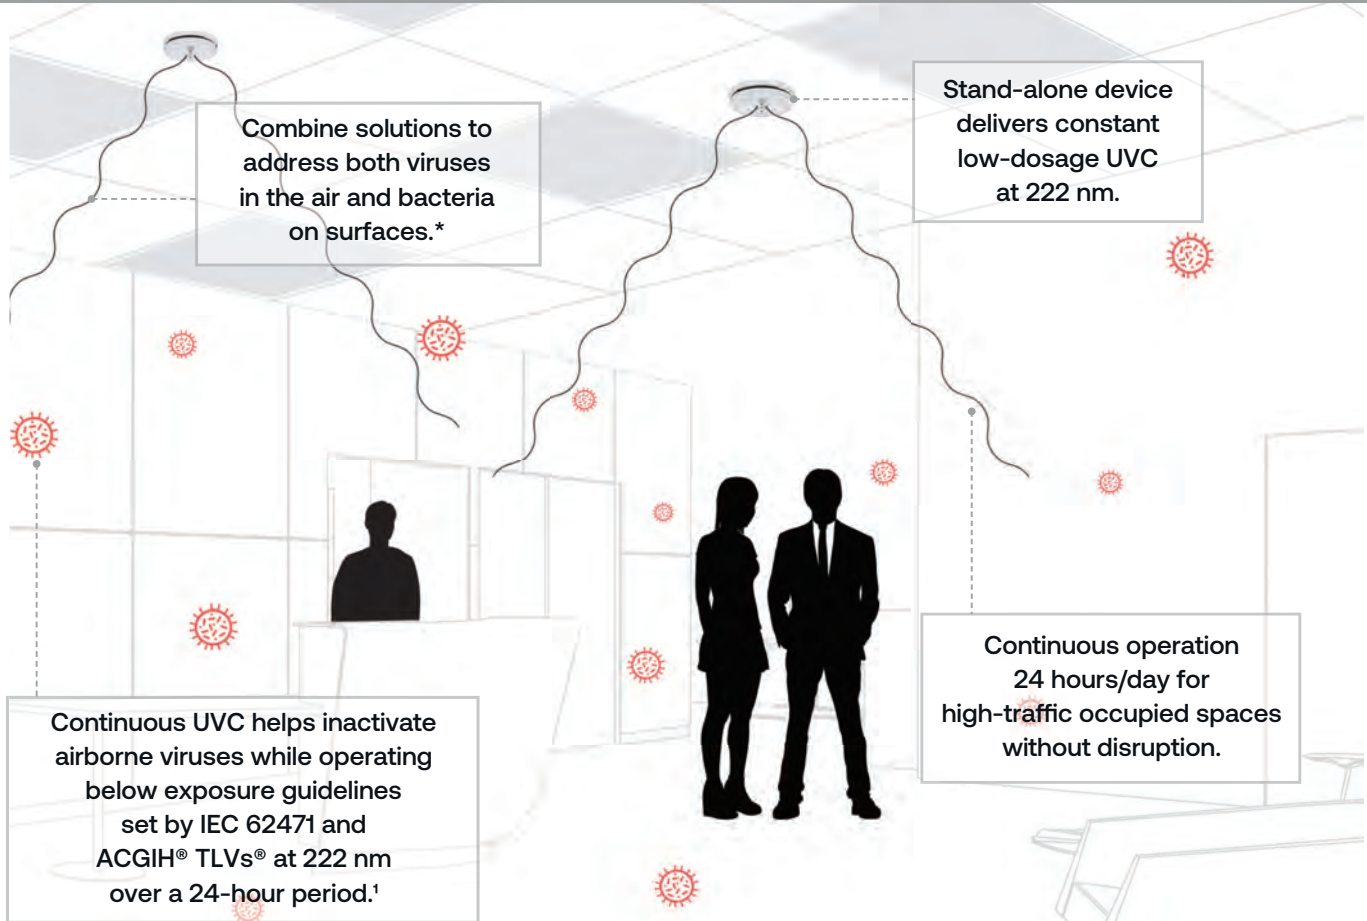 Combine solutions to
address both viruses
in the air and bacteria
on surfaces.*
Stand-alone device
delivers constant
low-dosage UVC
at 222 nm.
Continuous UVC helps inactivate
airborne viruses while operating
below exposure guidelines
set by IEC 62471 and
ACGIH® TLVs® at 222 nm
over a 24-hour period.¹
Continuous operation
24 hours/day for
high-traffic occupied spaces
without disruption.